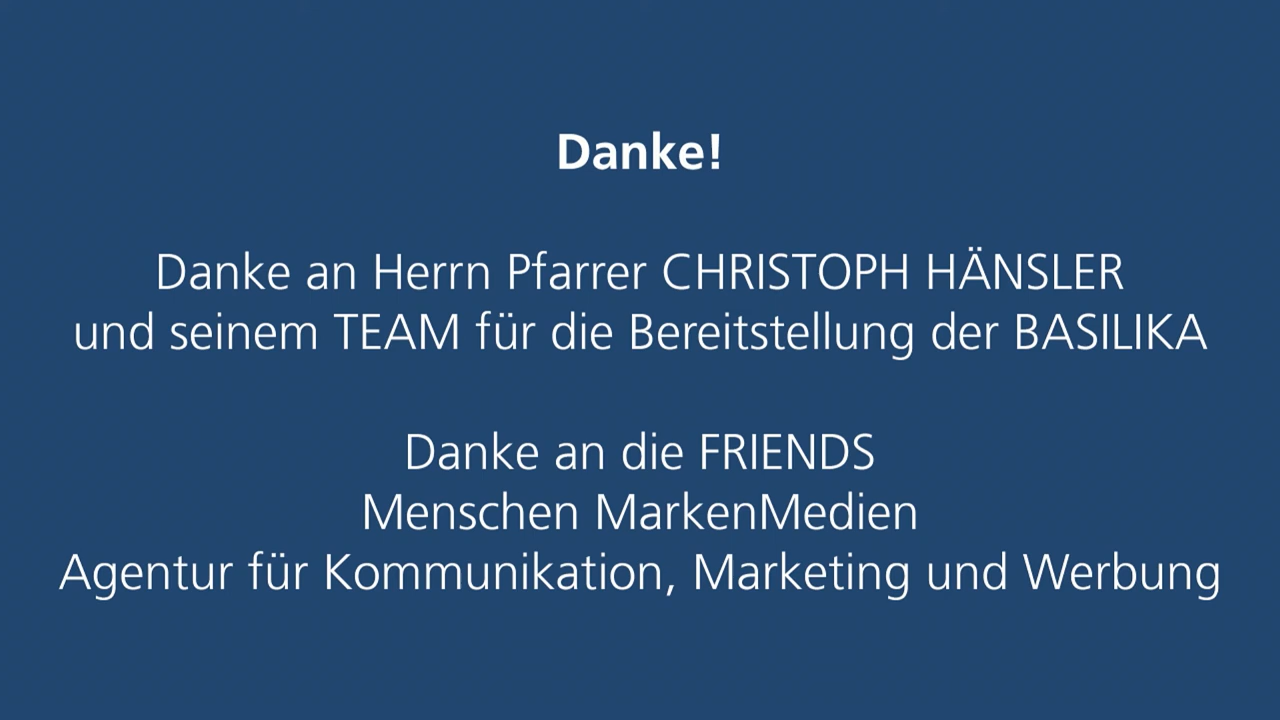 Danke!
Danke an Herrn Pfarrer CHRISTOPH HÄNSLER
und seinem TEAM für die Bereitstellung der BASILIKA
Danke an die FRIENDS
Menschen MarkenMedien
Agentur für Kommunikation, Marketing und Werbung